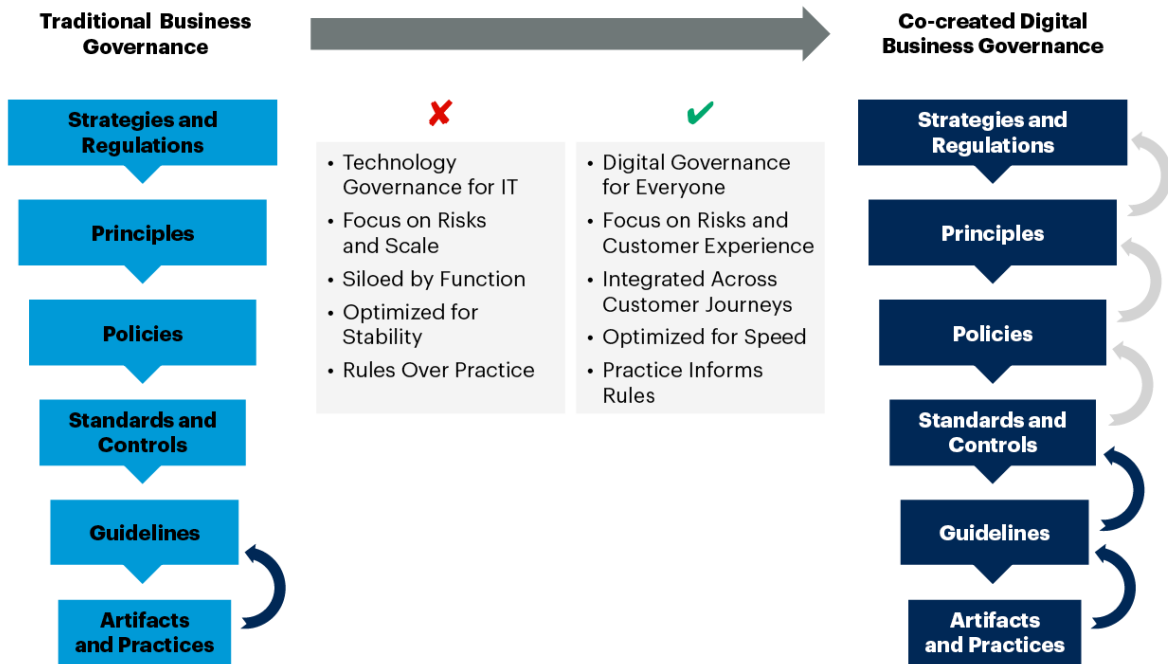 Traditional Business
Governance
Co-created Digital
Business Governance
Strategies and
Regulations
Principles
Policies
Standards and
Controls
Guidelines
Artifacts
and Practices
✘
• Technology
Governance for IT
• Focus on Risks
and Scale
• Siloed by Function
• Optimized for
Stability
• Rules Over Practice
✔
• Digital Governance
for Everyone
• Focus on Risks and
Customer Experience
• Integrated Across
Customer Journeys
• Optimized for Speed
• Practice Informs
Rules
Strategies and
Regulations
Principles
Policies
Standards and
Controls
Guidelines
Artifacts
and Practices